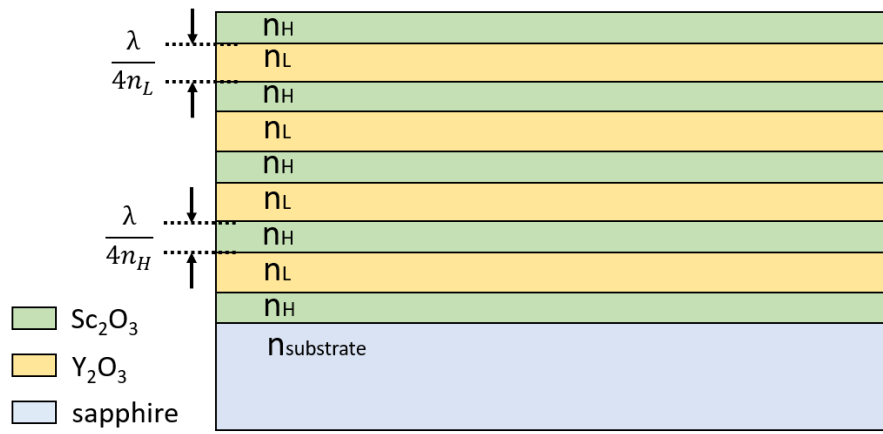 nH
λ
4nL
nL
nH
nL
nH
nL
λ
4nH
nH
nL
nH
nsubstrate
Sc2O3
Y2O3
sapphire